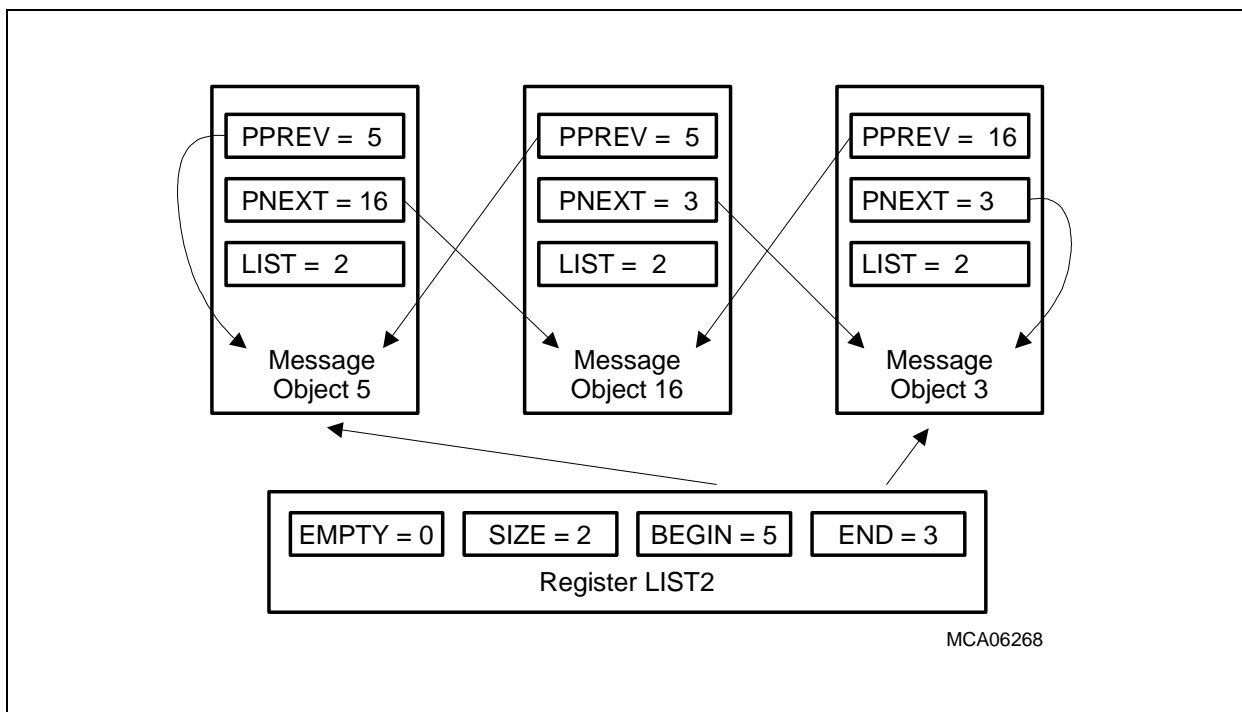 PPREV = 5
PNEXT = 16
LIST = 2
Message
Object 5
PPREV = 5
PNEXT = 3
LIST = 2
Message
Object 16
PPREV = 16
PNEXT = 3
LIST = 2
Message
Object 3
EMPTY = 0
SIZE = 2
BEGIN = 5
END = 3
Register LIST2
MCA06268